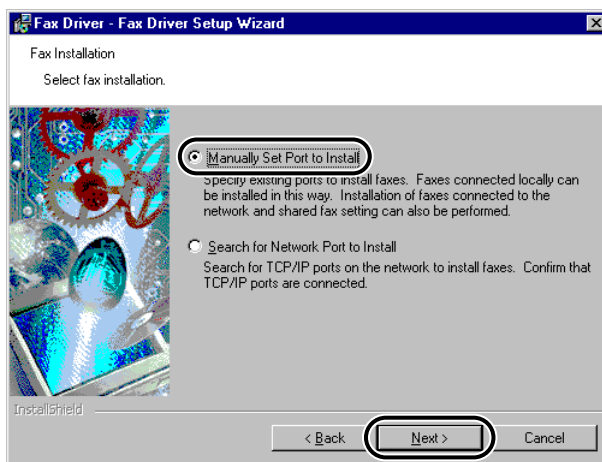 Fax Driver - Fax Driver Setup Wizard
Fax Installation
Select fax installation.
Manually Set Port to Install
Specify existing ports to install faxes. Faxes connected locally can
be installed in this way. Installation of faxes connected to the
network and shared fax setting can also be performed.
Search for Network Port to Install
Search for TCP/IP ports on the network to install faxes. Confirm that
TCP/IP ports are connected.
InstallShield
< Back Next > Cancel